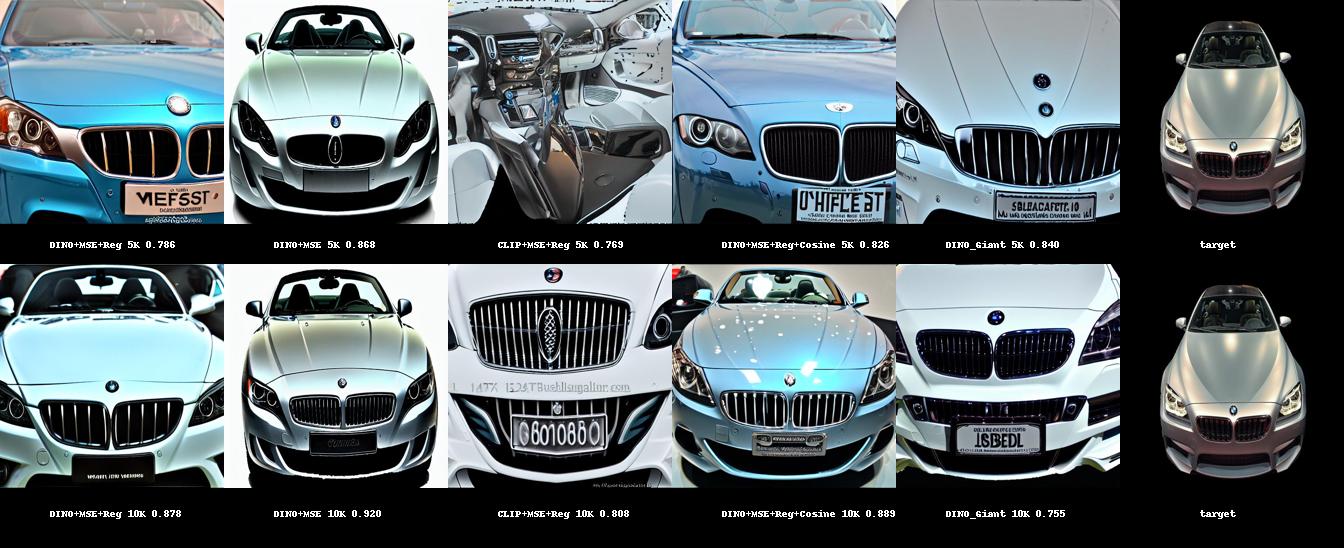 VIEFSST
O'HIFLE ST
DINO+MSE+Reg 5K 0.786
DINO+MSE 5K 0.868
CLIP+MSE+Reg 5K 0.769
DINO+MSE+Reg+Cosine 5K 0.826
DINO_Giant 5K 0.840
target
DINO+MSE+Reg 10K 0.878
DINO+MSE 10K 0.920
CLIP+MSE+Reg 10K 0.808
DINO+MSE+Reg+Cosine 10K 0.889
DINO_Giant 10K 0.755
target